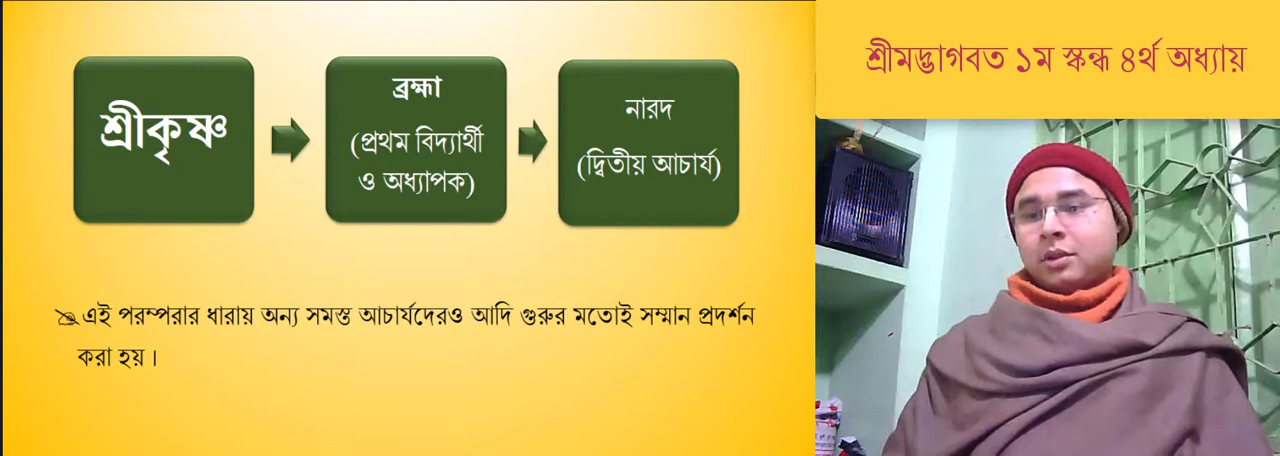 শ্রীকৃষ্ণ
ব্রহ্মা
(প্রথম বিদ্যার্থী
ও অধ্যাপক)
নারদ
(দ্বিতীয় আচার্য)
এই পরম্পরার ধারায় অন্য সমস্ত আচার্যদেরও আদি গুরুর মতোই সম্মান প্রদর্শন
করা হয়।
শ্রীমদ্ভাগবত ১ম স্কন্ধ ৪র্থ অধ্যায়